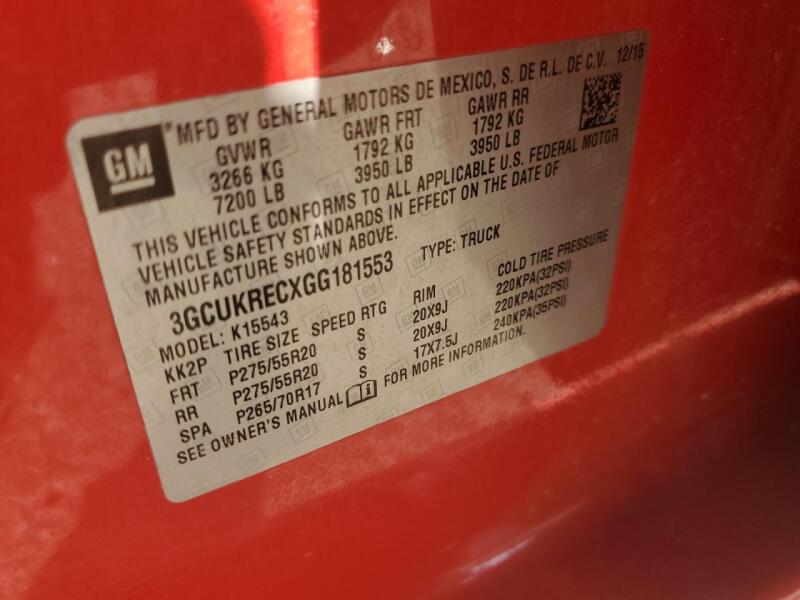 GM
MFD BY GENERAL MOTORS DE MEXICO, S. DE R.L. DE C.V. 12/15
GVWR GAWR FRT GAWR RR
3266 KG 1792 KG 1792 KG
7200 LB 3950 LB 3950 LB
THIS VEHICLE CONFORMS TO ALL APPLICABLE U.S. FEDERAL MOTOR
VEHICLE SAFETY STANDARDS IN EFFECT ON THE DATE OF
MANUFACTURE SHOWN ABOVE.
3GCUKRECXGG181553 TYPE: TRUCK
MODEL: K15543
KK2P TIRE SIZE SPEED RTG RIM COLD TIRE PRESSURE
FRT P275/55R20 S 20X9J 220KPA(32PSI)
RR P275/55R20 S 20X9J 220KPA(32PSI)
SPA P265/70R17 S 17X7.5J 240KPA(35PSI)
SEE OWNER'S MANUAL FOR MORE INFORMATION.